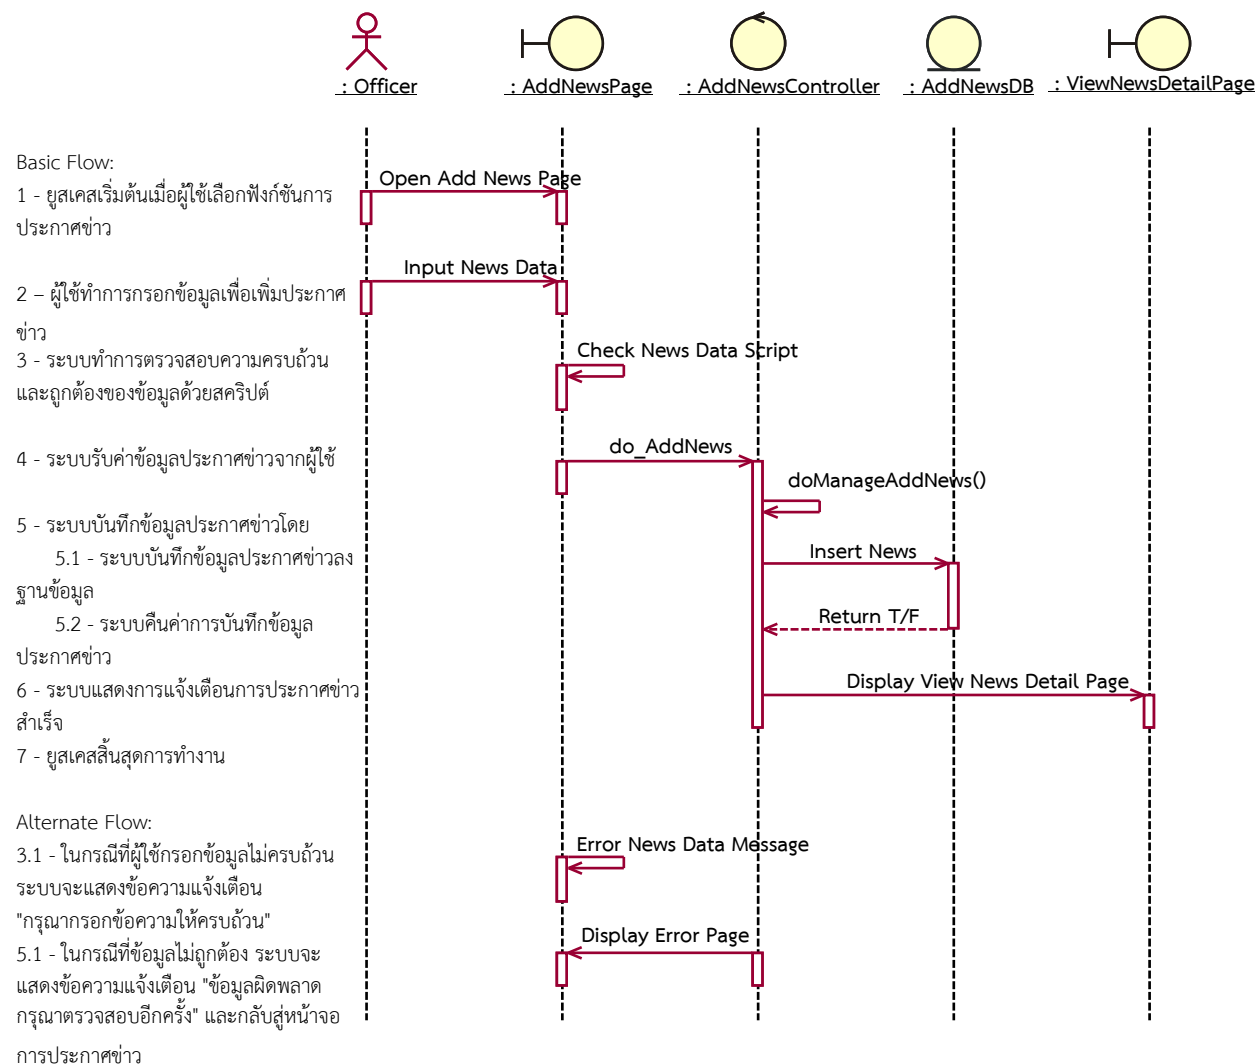 : Officer
: AddNewsPage
: AddNewsController
: AddNewsDB
: ViewNewsDetailPage
Basic Flow:
1 - ยูสเคสเริ่มต้นเมื่อผู้ใช้เลือกฟังก์ชันการ
ประกาศข่าว
2 – ผู้ใช้ทำการกรอกข้อมูลเพื่อเพิ่มประกาศ
ข่าว
3 - ระบบทำการตรวจสอบความครบถ้วน
และถูกต้องของข้อมูลด้วยสคริปต์
4 - ระบบรับค่าข้อมูลประกาศข่าวจากผู้ใช้
5 - ระบบบันทึกข้อมูลประกาศข่าวโดย
5.1 - ระบบบันทึกข้อมูลประกาศข่าวลง
ฐานข้อมูล
5.2 - ระบบคืนค่าการบันทึกข้อมูล
ประกาศข่าว
6 - ระบบแสดงการแจ้งเตือนการประกาศข่าว
สำเร็จ
7 - ยูสเคสสิ้นสุดการทำงาน
Alternate Flow:
3.1 - ในกรณีที่ผู้ใช้กรอกข้อมูลไม่ครบถ้วน
ระบบจะแสดงข้อความแจ้งเตือน
"กรุณากรอกข้อความให้ครบถ้วน"
5.1 - ในกรณีที่ข้อมูลไม่ถูกต้อง ระบบจะ
แสดงข้อความแจ้งเตือน "ข้อมูลผิดพลาด
กรุณาตรวจสอบอีกครั้ง" และกลับสู่หน้าจอ
การประกาศข่าว
Open Add News Page
Input News Data
Check News Data Script
do_AddNews
doManageAddNews()
Insert News
Return T/F
Display View News Detail Page
Error News Data Message
Display Error Page